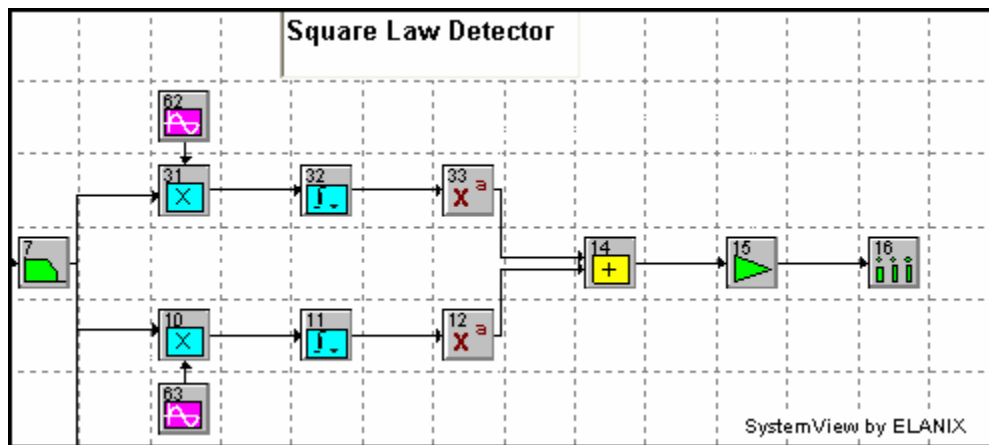 Square Law Detector
62
31
X
32
33
X a
7
14
+
15
16
10
X
11
12
X a
63
SystemView by ELANIX